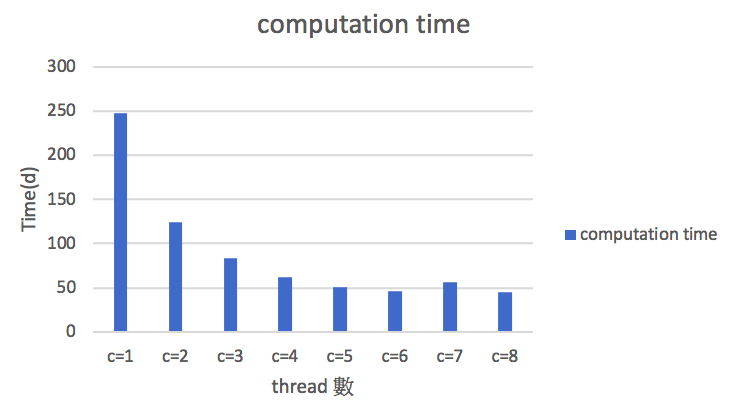 computation time
300
250
200
150
100
50
0
Time(d)
c=1 c=2 c=3 c=4 c=5 c=6 c=7 c=8
thread 數
computation time